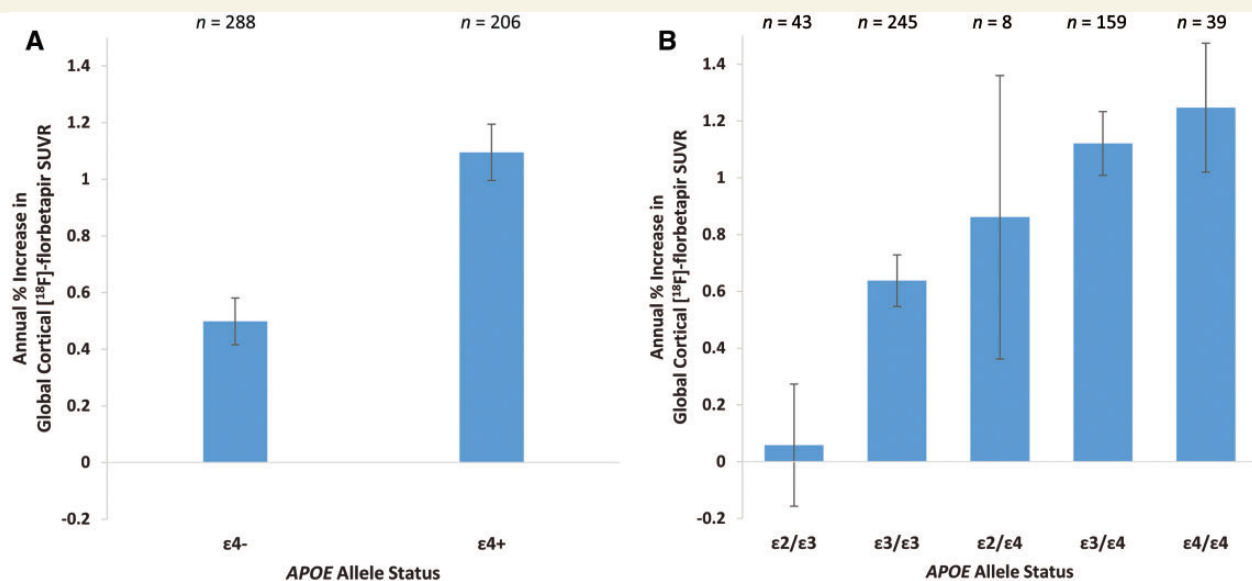 A
n = 288
n = 206
1.4
1.2
1
0.8
0.6
0.4
0.2
0
-0.2
Annual % Increase in
Global Cortical [¹⁸F]-florbetapir SUVR
ε4-
ε4+
APOE Allele Status
B
n = 43
n = 245
n = 8
n = 159
n = 39
1.4
1.2
1
0.8
0.6
0.4
0.2
0
-0.2
Annual % Increase in
Global Cortical [¹⁸F]-florbetapir SUVR
ε2/ε3
ε3/ε3
ε2/ε4
ε3/ε4
ε4/ε4
APOE Allele Status